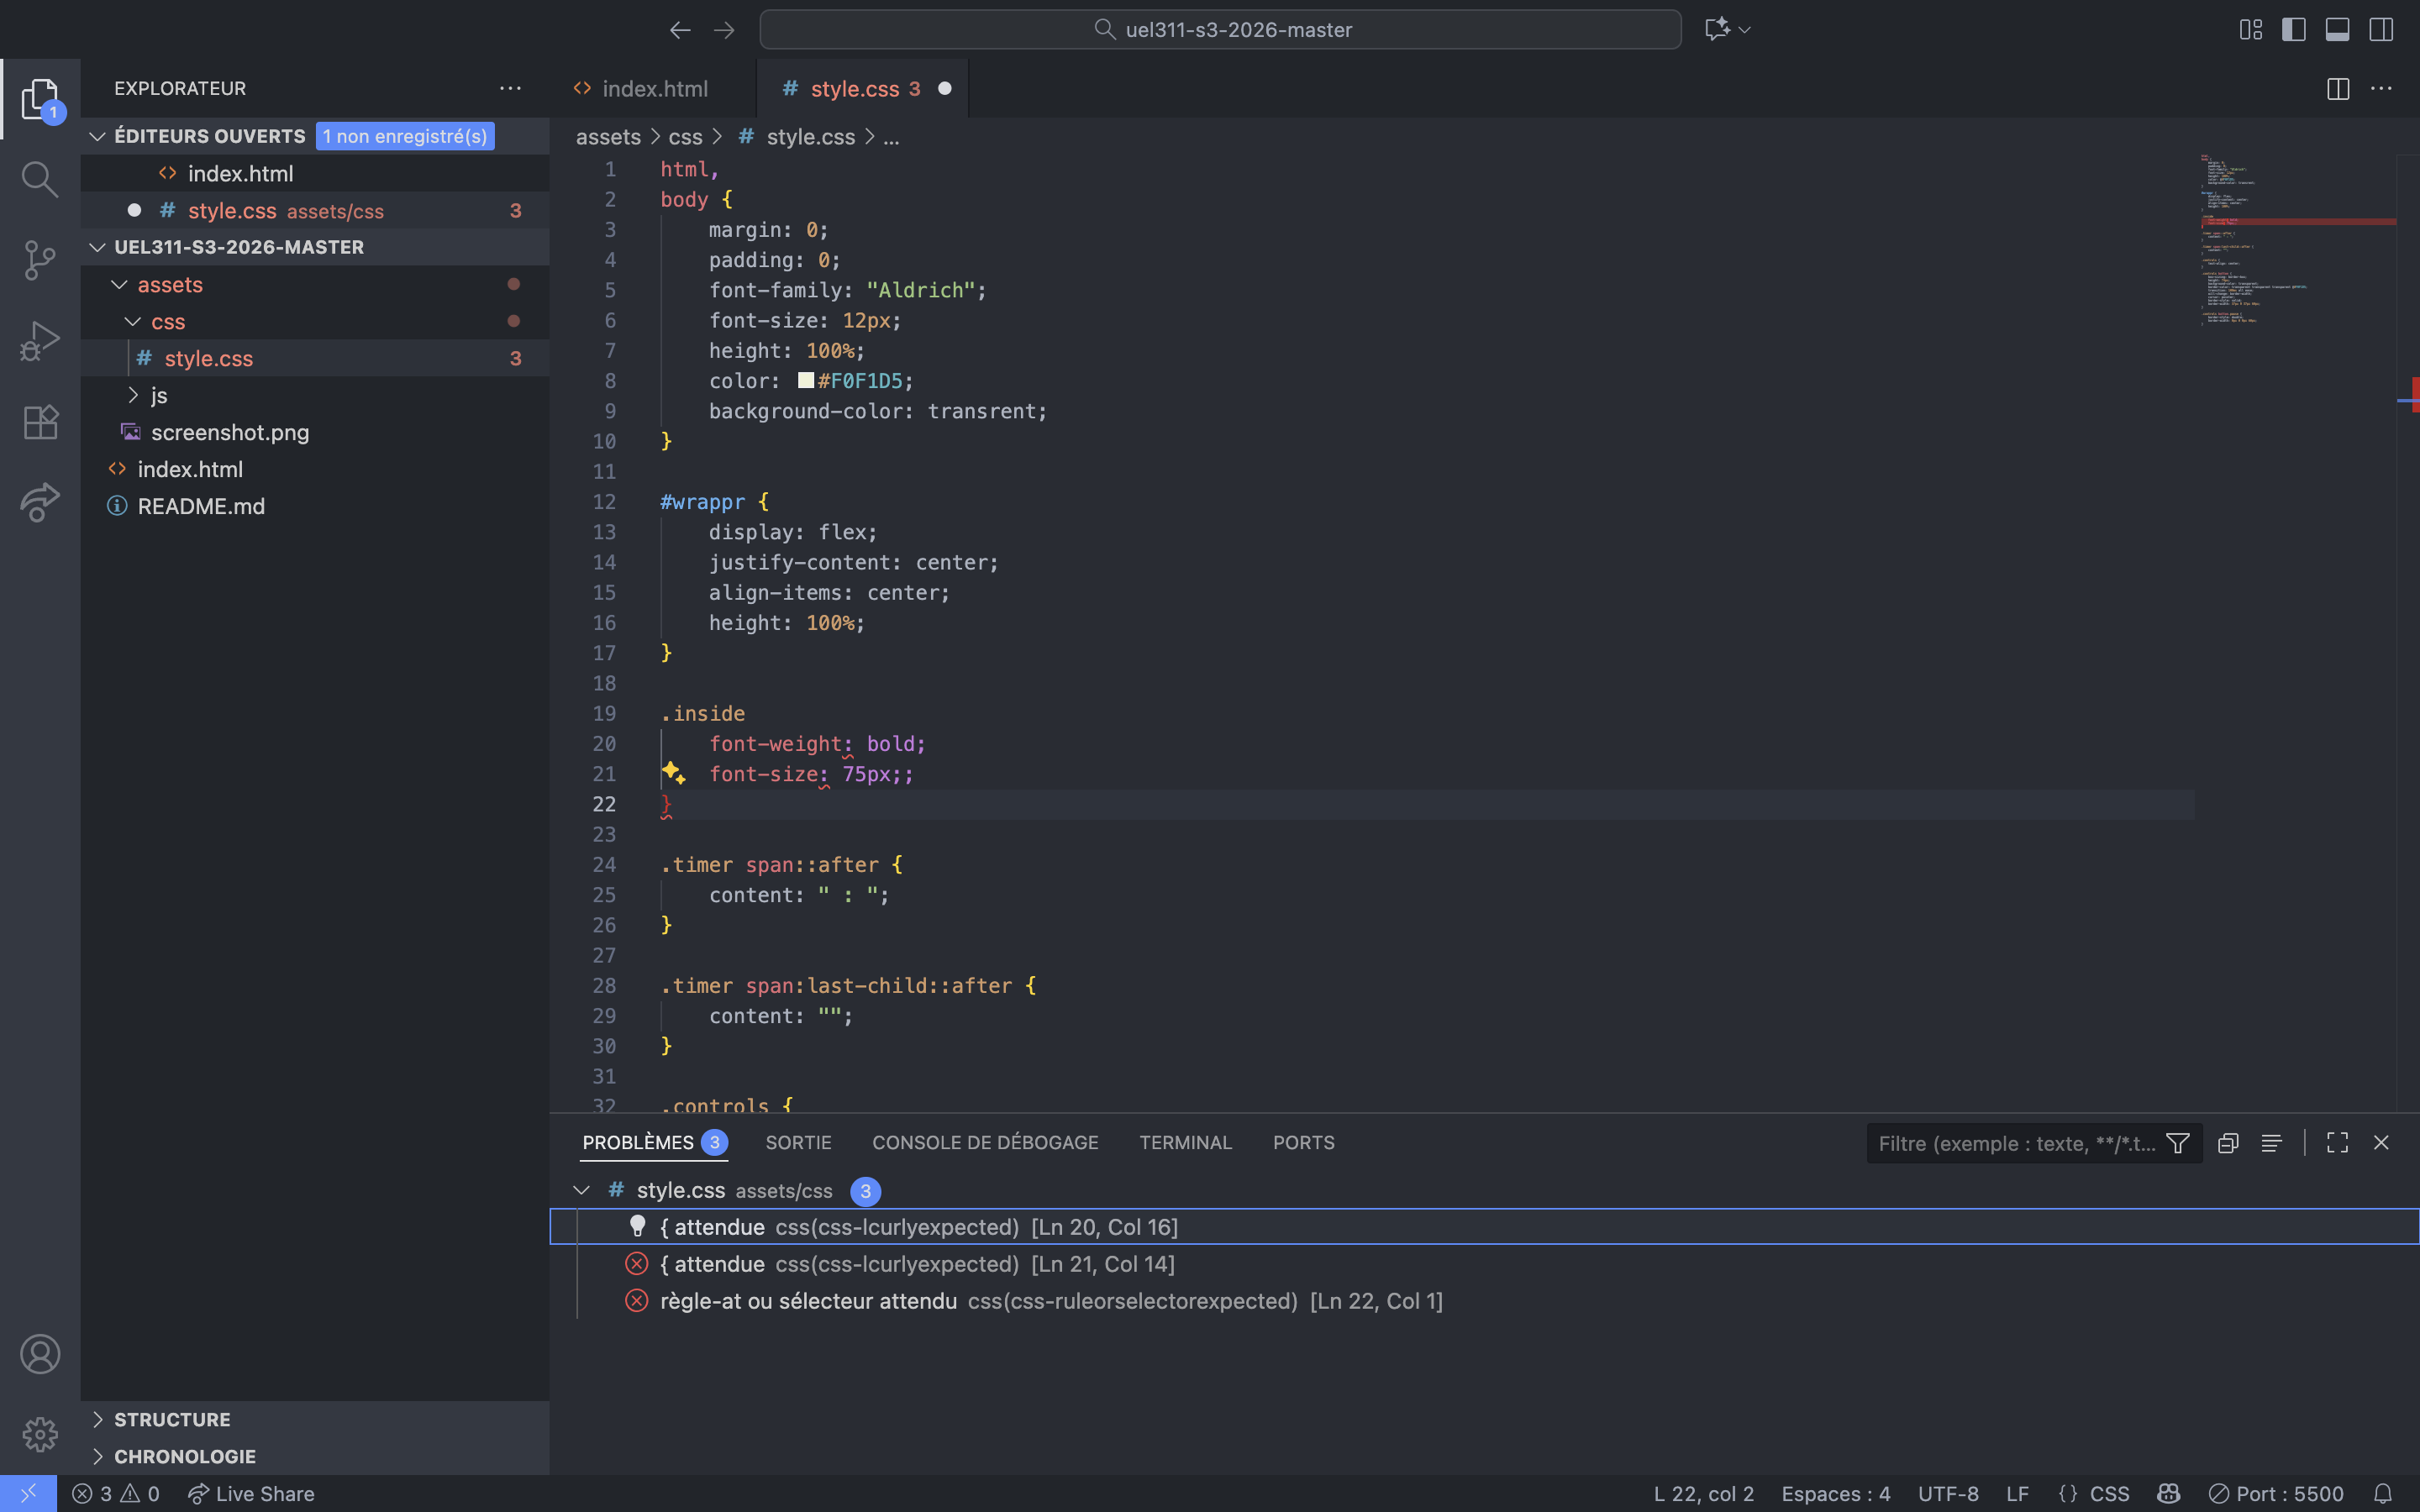 uel311-s3-2026-master
EXPLORATEUR
ÉDITEURS OUVERTS 1 non enregistré(s)
index.html
style.css assets/css 3
UEL311-S3-2026-MASTER
assets
css
style.css 3
js
screenshot.png
index.html
README.md
STRUCTURE
CHRONOLOGIE
1
index.html
# style.css 3
assets > css > # style.css > ...
1 html,
2 body {
3 margin: 0;
4 padding: 0;
5 font-family: "Aldrich";
6 font-size: 12px;
7 height: 100%;
8 color: #F0F1D5;
9 background-color: transrent;
10 }
11
12 #wrappr {
13 display: flex;
14 justify-content: center;
15 align-items: center;
16 height: 100%;
17 }
18
19 .inside
20 font-weight: bold;
21 font-size: 75px;;
22 }
23
24 .timer span::after {
25 content: " : ";
26 }
27
28 .timer span:last-child::after {
29 content: "";
30 }
31
32 .controls {
PROBLÈMES 3 SORTIE CONSOLE DE DÉBOGAGE TERMINAL PORTS Filtre (exemple : texte, **/*.t...
# style.css assets/css 3
{ attendue css(css-lcurlyexpected) [Ln 20, Col 16]
{ attendue css(css-lcurlyexpected) [Ln 21, Col 14]
règle-at ou sélecteur attendu css(css-ruleorselectorexpected) [Ln 22, Col 1]
3 0 Live Share L 22, col 2 Espaces : 4 UTF-8 LF {} CSS Port : 5500